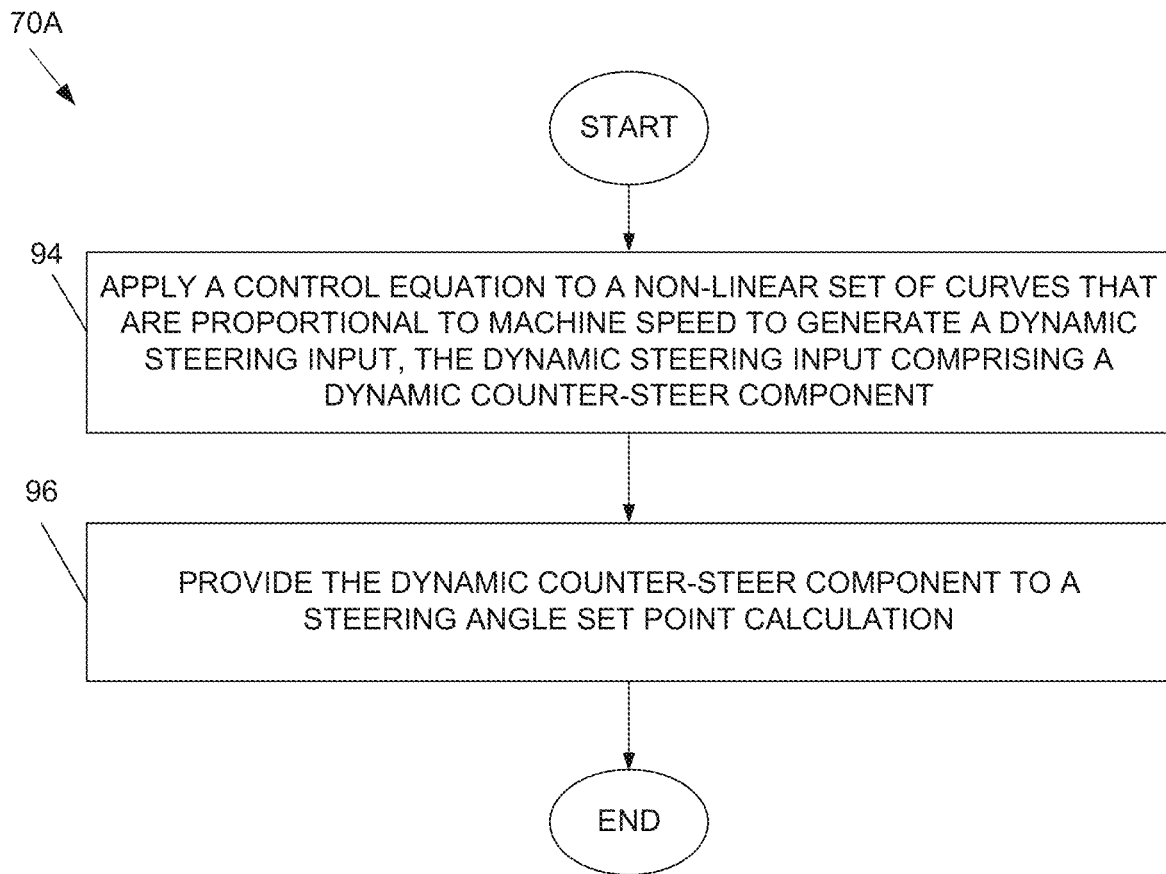 70A
START
94
APPLY A CONTROL EQUATION TO A NON-LINEAR SET OF CURVES THAT
ARE PROPORTIONAL TO MACHINE SPEED TO GENERATE A DYNAMIC
STEERING INPUT, THE DYNAMIC STEERING INPUT COMPRISING A
DYNAMIC COUNTER-STEER COMPONENT
96
PROVIDE THE DYNAMIC COUNTER-STEER COMPONENT TO A
STEERING ANGLE SET POINT CALCULATION
END